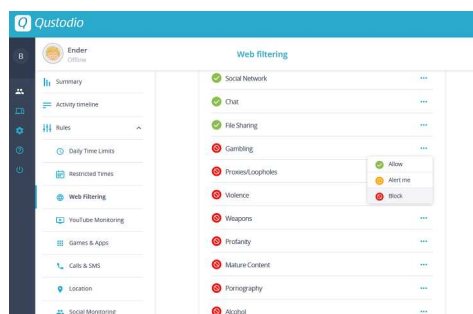 Qustodio
B
Ender
Offline
Web filtering
Summary
Activity timeline
Rules
Daily Time Limits
Restricted Times
Web Filtering
YouTube Monitoring
Games & Apps
Calls & SMS
Location
Social Monitoring
Social Network
Chat
File Sharing
Gambling
Proxies/Loopholes
Violence
Weapons
Profanity
Mature Content
Pornography
Alcohol
Allow
Alert me
Block